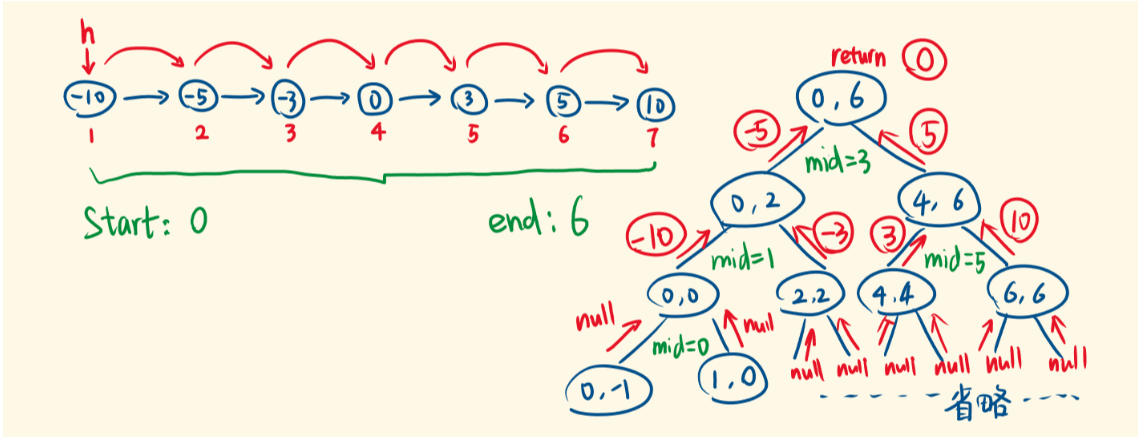 h
-10 → -5 → -3 → 0 → 3 → 5 → 10
1 2 3 4 5 6 7
Start: 0 end: 6
return 0
0, 6
-5 mid=3 5
0, 2 4, 6
-10 mid=1 -3 3 mid=5 10
0,0 2,2 4,4 6,6
null mid=0 null
0,-1 1,0
null null null null null null
省略